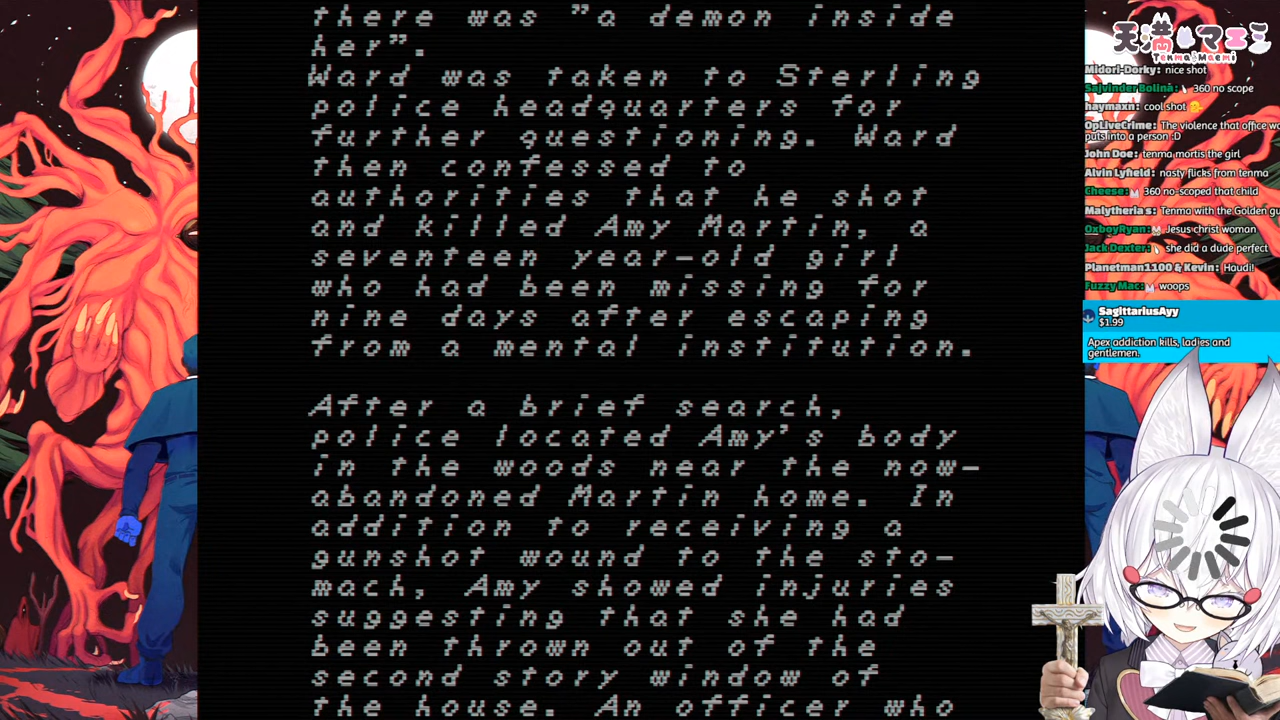 there was "a demon inside
her".
Ward was taken to Sterling
police headquarters for
further questioning. Ward
then confessed to
authorities that he shot
and killed Amy Martin, a
seventeen year-old girl
who had been missing for
nine days after escaping
from a mental institution.
After a brief search,
police located Amy's body
in the woods near the now-
abandoned Martin home. In
addition to receiving a
gunshot wound to the sto-
mach, Amy showed injuries
suggesting that she had
been thrown out of the
second story window of
the house. An officer who
天満マエミ
Tenma Maemi
Midori-Dorky: nice shot
Sajvinder Bolina: 360 no scope
haymaxn: cool shot
OpLiveCrime: The violence that office wo
puts into a person :D
John Doe: tenma mortis the girl
Alvin Lyfield: nasty flicks from tenma
Cheese: 360 no-scoped that child
Malytheria s: Tenma with the Golden gu
OxboyRyan: Jesus christ woman
Jack Dexter: she did a dude perfect
Planetman1100 & Kevin: Haudi!
Fuzzy Mac: woops
SagittariusAyy
$1.99
Apex addiction kills, ladies and
gentlemen.